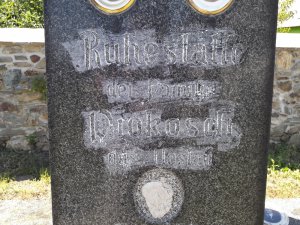 Ruhestätte
der Familie
Prokosch